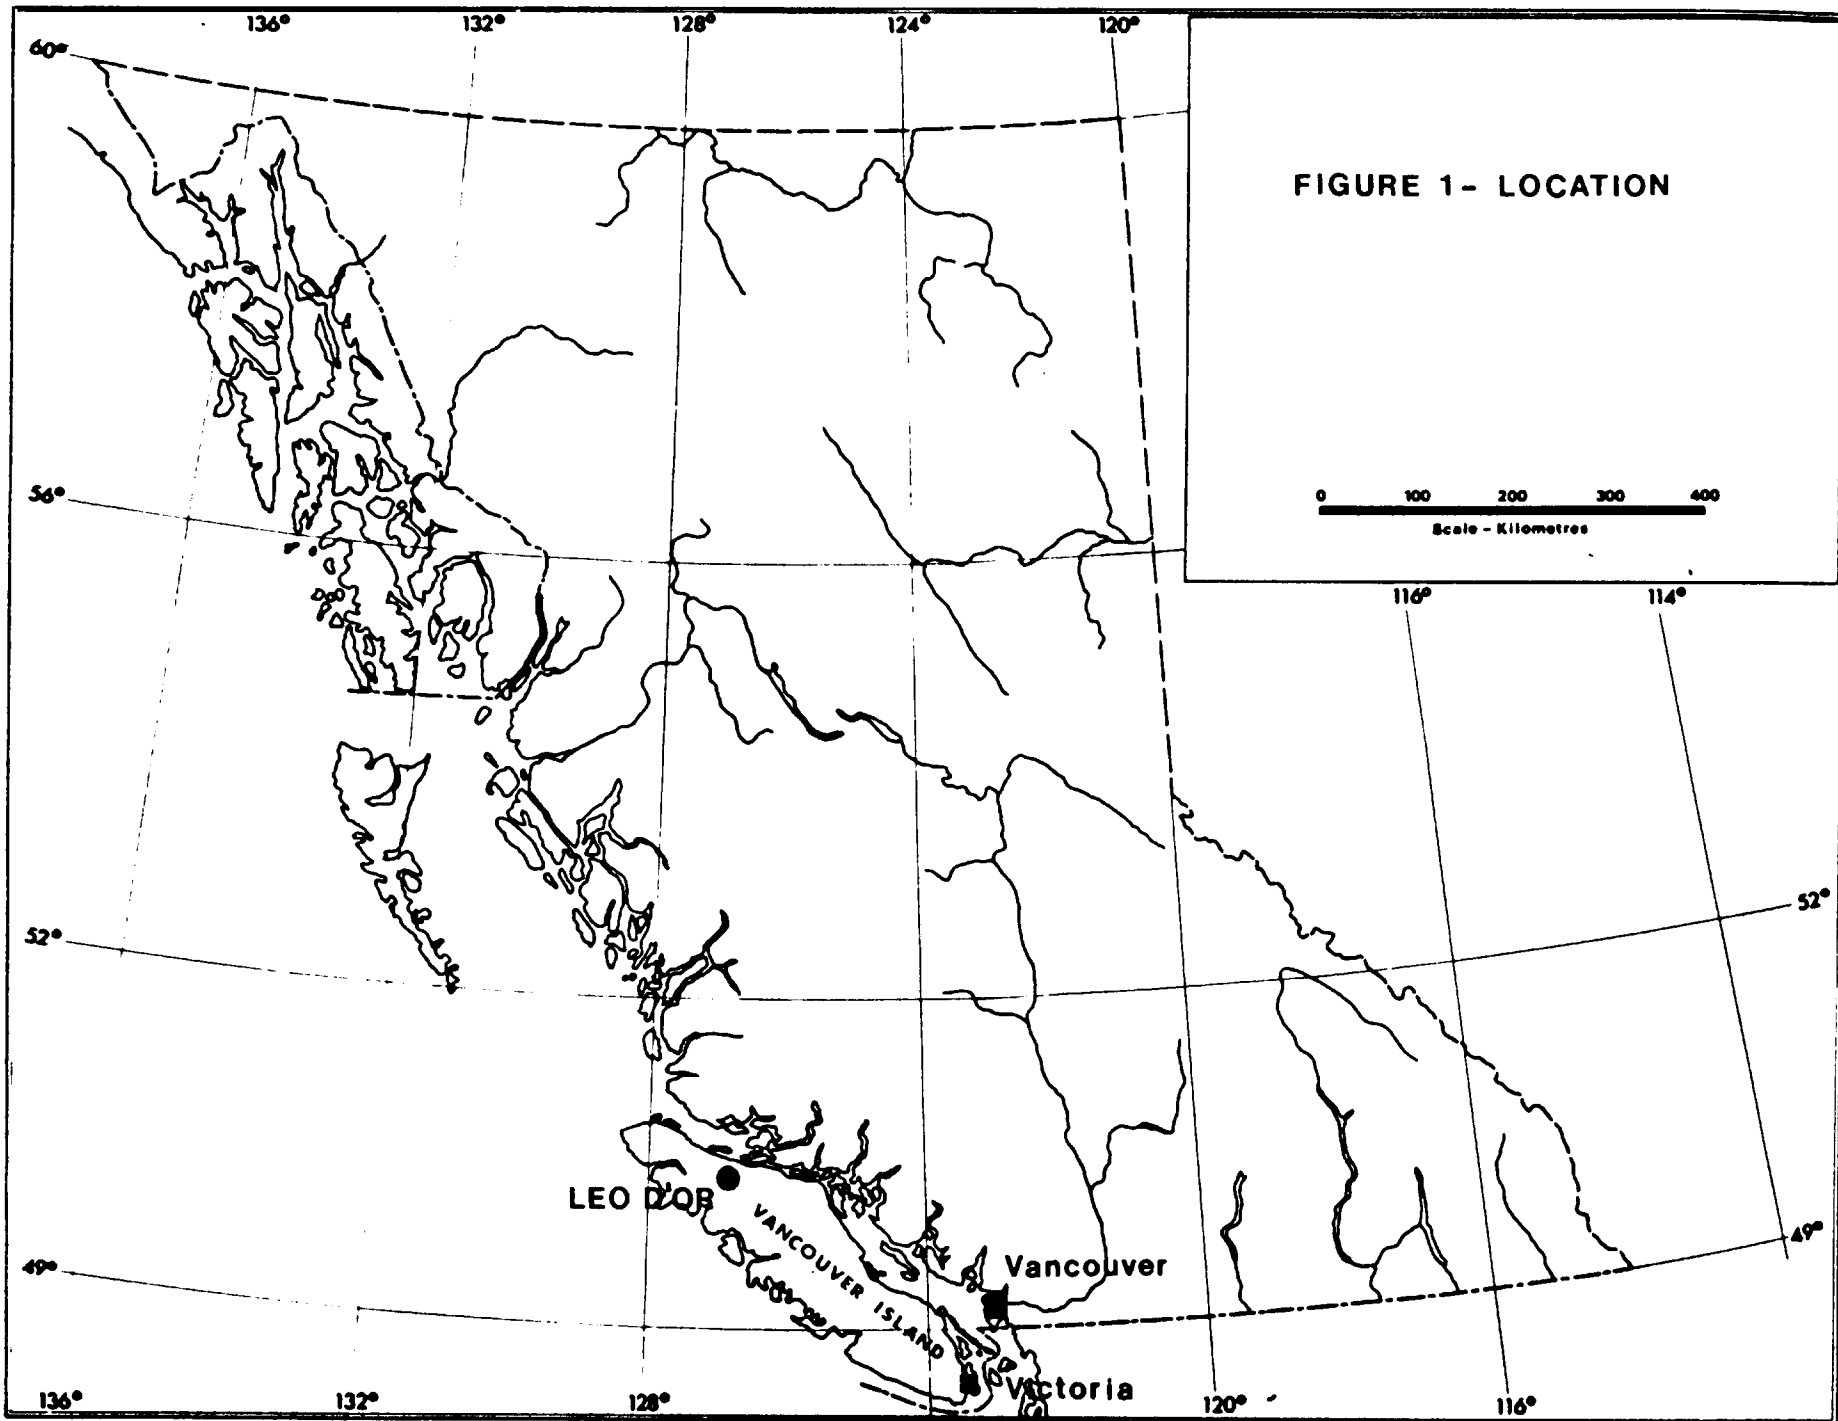 136° 132° 128° 124° 120°
60°
FIGURE 1- LOCATION
56°
0 100 200 300 400
Scale - Kilometres
116° 114°
52°
52°
LEO D'OR
VANCOUVER ISLAND
49°
Vancouver
49°
Victoria
136° 132° 128° 120° 116°